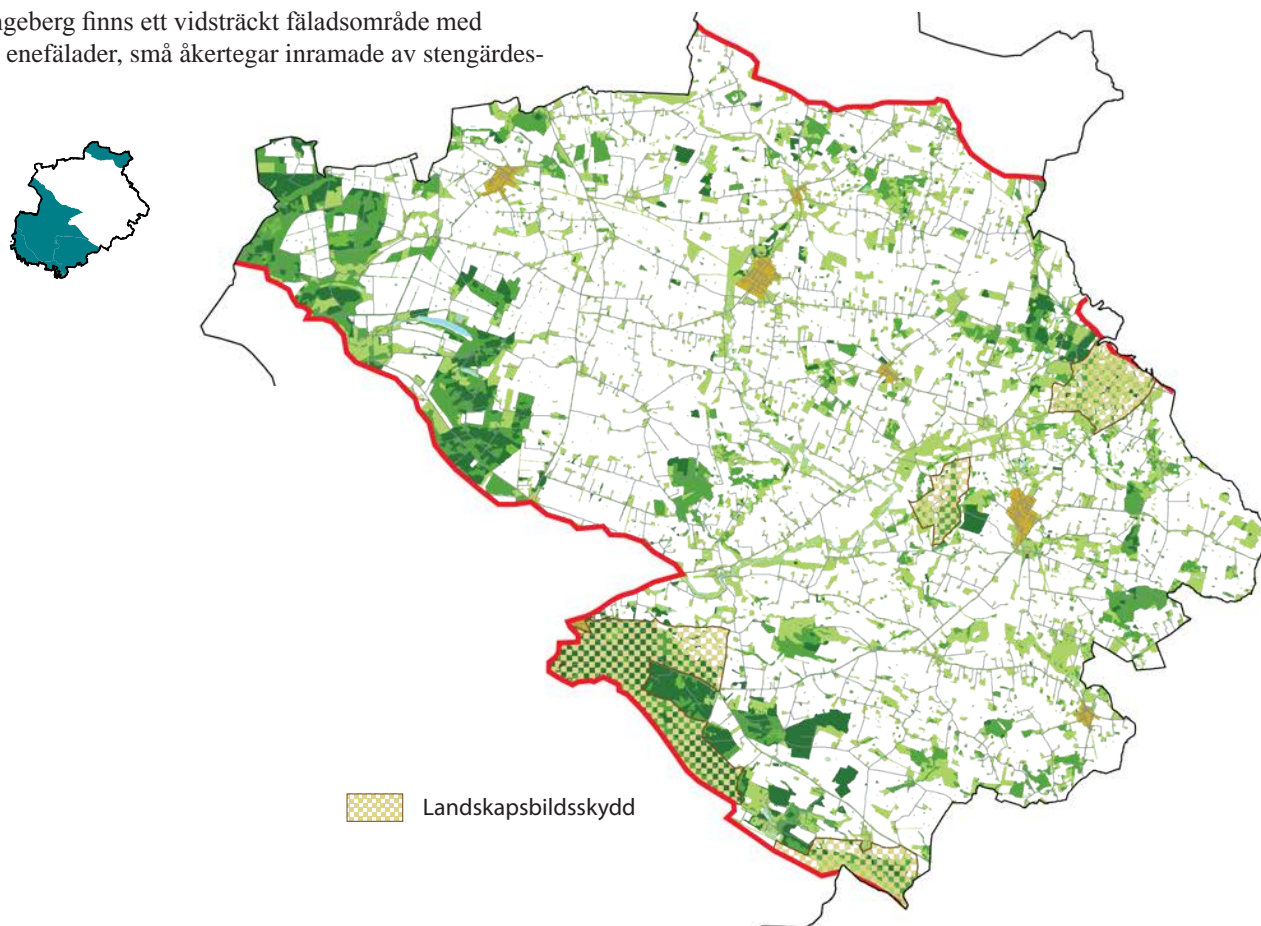 ngeberg finns ett vidsträckt fäladsområde med
enefälader, små åkertegar inramade av stengärdes-
Landskapsbildsskydd